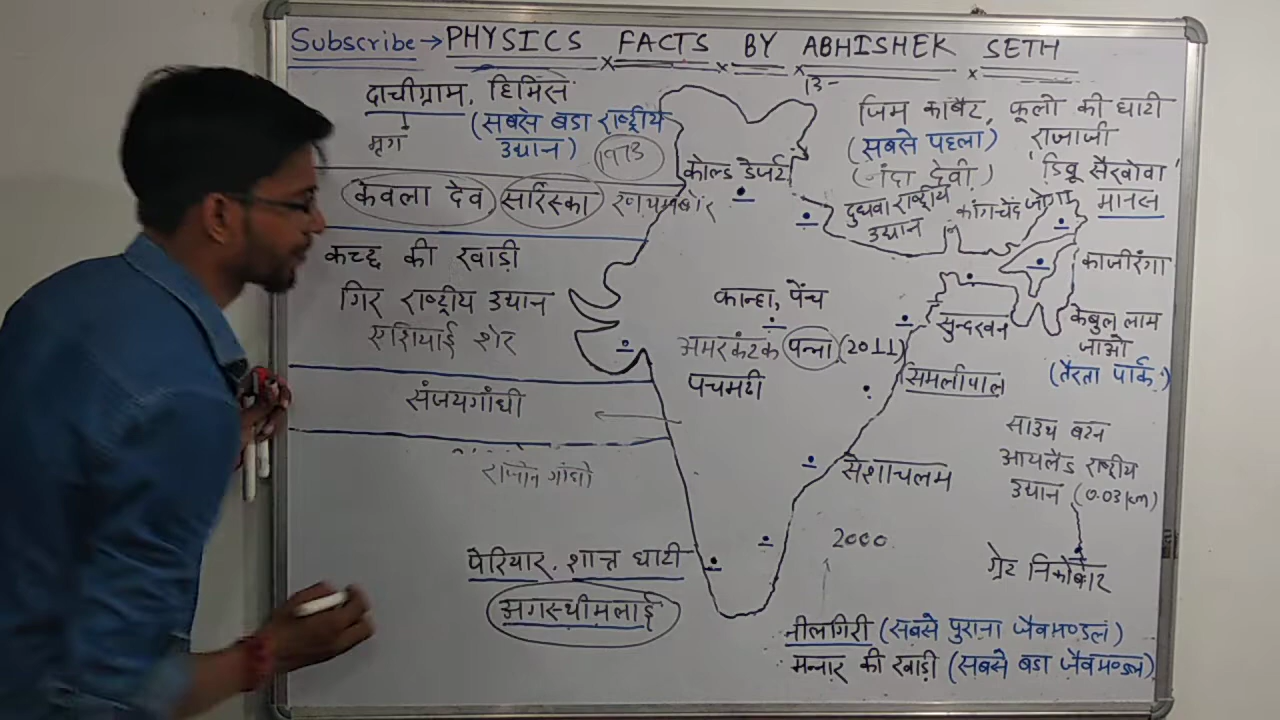 Subscribe → PHYSICS FACTS BY ABHISHEK SETH
दाचीग्राम, हिमिस
मृग
(सबसे बडा राष्ट्रीय
उद्यान)
1973
केवला देव सरिस्का रणथम्बोर
कच्छ की खाड़ी
गिर राष्ट्रीय उद्यान
एशियाई शेर
संजयगांधी
राजीव गांधी
पेरियार, शान्त घाटी
अगस्थीमलाई
कोल्ड डेजर्ट
13-
कान्हा, पेंच
अमरकंटक पन्ना (2011)
पचमढी
जिम कार्बेट, फूलो की घाटी
(सबसे पहला) राजाजी
(नंदा देवी)
दुधवा राष्ट्रीय
उद्यान
कांगचेंद जोंगा
डिब्रू सैखोवा
मानस
काजीरंगा
सुन्दरवन
केबुल लाम
जाओ
(तैरता पार्क)
समलीपाल
साउथ बटन
आयलैंड राष्ट्रीय
उद्यान (0.03 km)
सेशाचलम
2000
ग्रेट निकोबार
नीलगिरी (सबसे पुराना जैवमण्डल)
मन्नार की खाड़ी (सबसे बडा जैवमण्डल)